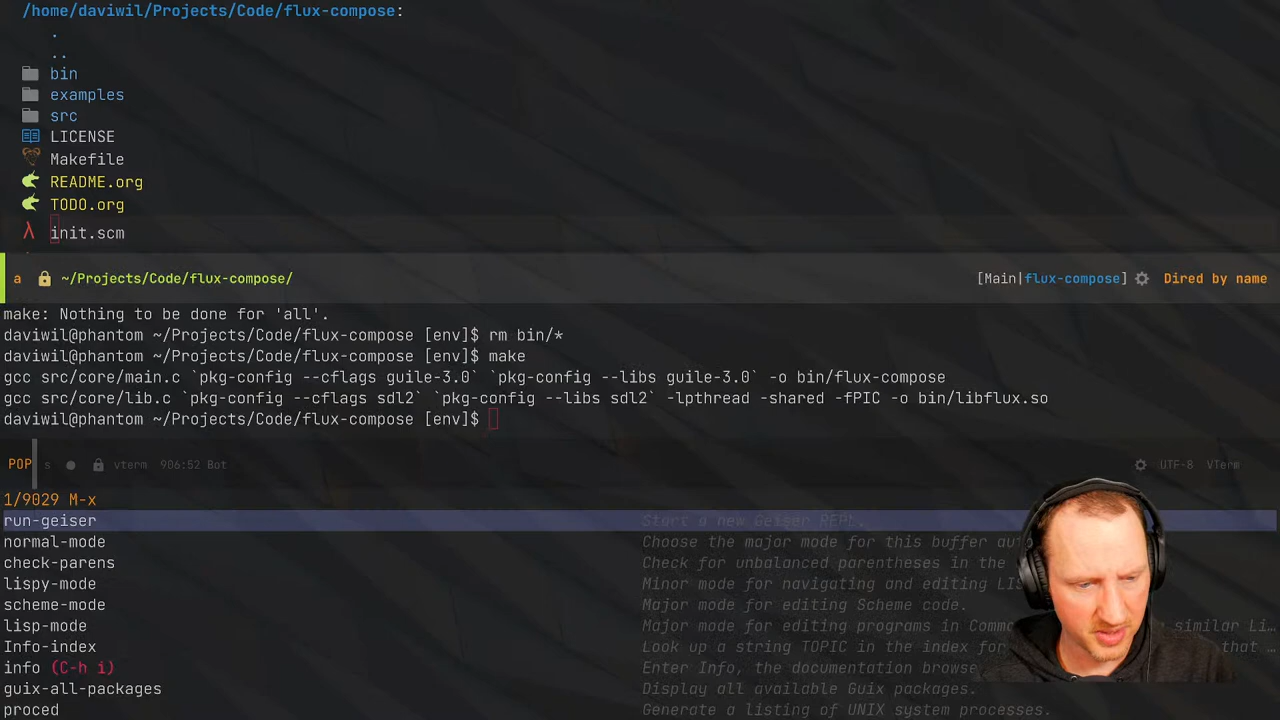 /home/daviwil/Projects/Code/flux-compose:
.
..
bin
examples
src
LICENSE
Makefile
README.org
TODO.org
λ init.scm
a ~/Projects/Code/flux-compose/ [Main|flux-compose] Dired by name
make: Nothing to be done for 'all'.
daviwil@phantom ~/Projects/Code/flux-compose [env]$ rm bin/*
daviwil@phantom ~/Projects/Code/flux-compose [env]$ make
gcc src/core/main.c `pkg-config --cflags guile-3.0` `pkg-config --libs guile-3.0` -o bin/flux-compose
gcc src/core/lib.c `pkg-config --cflags sdl2` `pkg-config --libs sdl2` -lpthread -shared -fPIC -o bin/libflux.so
daviwil@phantom ~/Projects/Code/flux-compose [env]$
POP s ● vterm 906:52 Bot UTF-8 VTerm
1/9029 M-x
run-geiser Start a new Geiser REPL.
normal-mode Choose the major mode for this buffer
check-parens Check for unbalanced parentheses in the
lispy-mode Minor mode for navigating and editing
scheme-mode Major mode for editing Scheme code.
lisp-mode Major mode for editing programs in similar Li…
Info-index Look up a string TOPIC in the index for that …
info (C-h i) Enter Info, the documentation
guix-all-packages Display all available Guix packages.
proced Generate a listing of UNIX system processes.